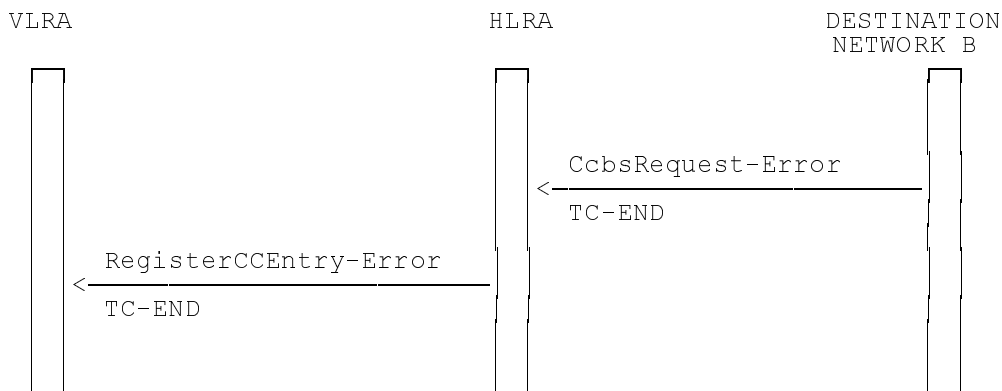 VLRA
HLRA
DESTINATION
NETWORK B
CcbsRequest-Error
<
TC-END
RegisterCCEntry-Error
<
TC-END